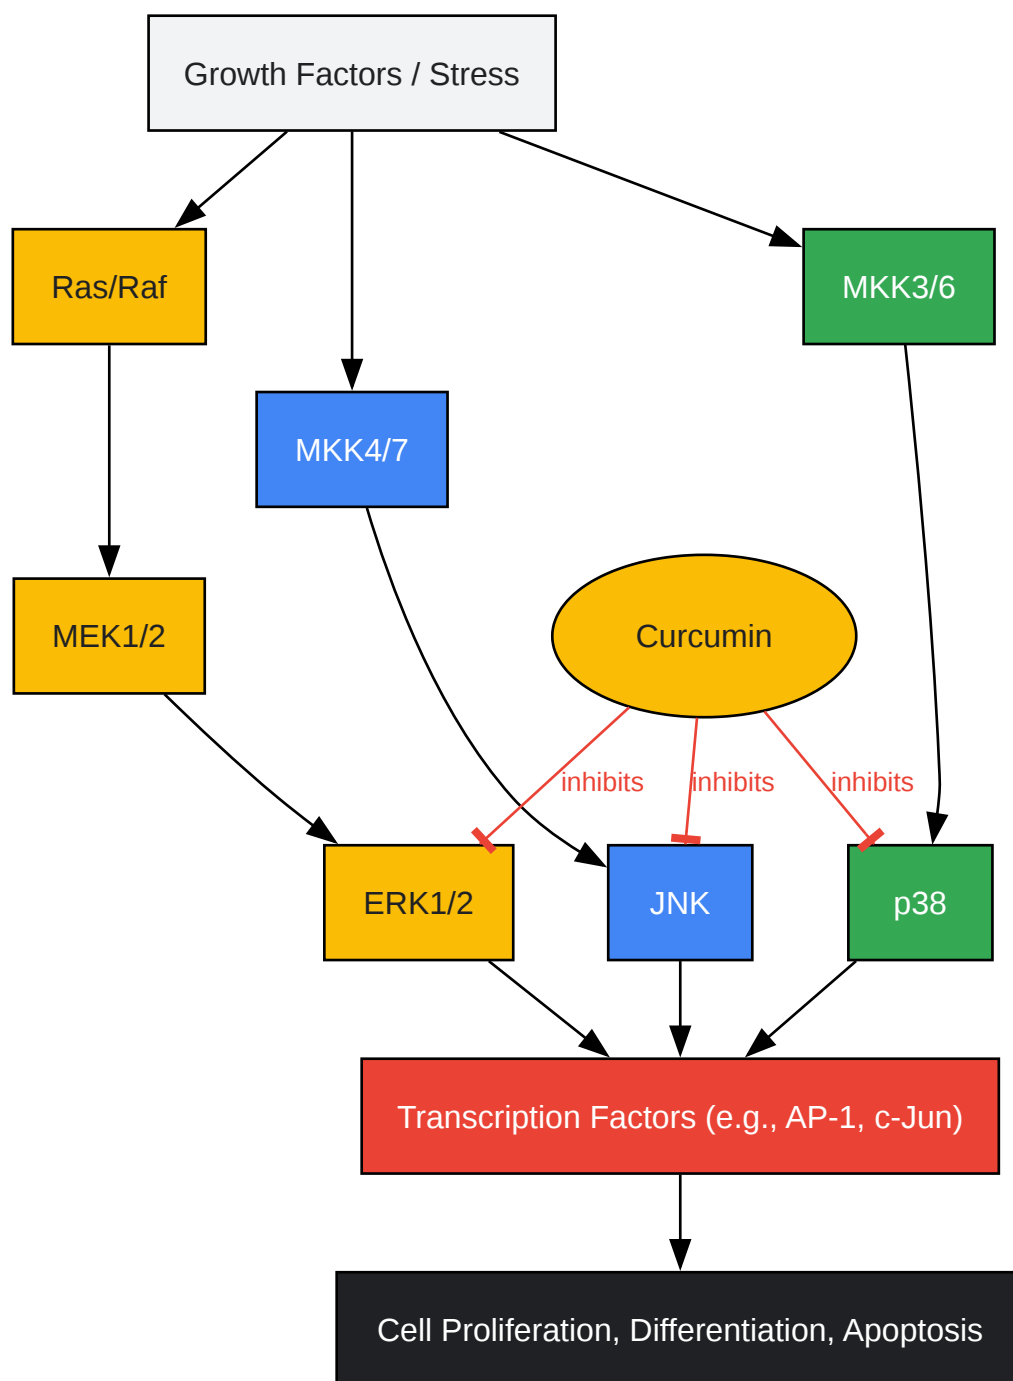 Growth Factors / Stress
Ras/Raf
MKK3/6
MKK4/7
MEK1/2
Curcumin
inhibits
inhibits
inhibits
ERK1/2
JNK
p38
Transcription Factors (e.g., AP-1, c-Jun)
Cell Proliferation, Differentiation, Apoptosis